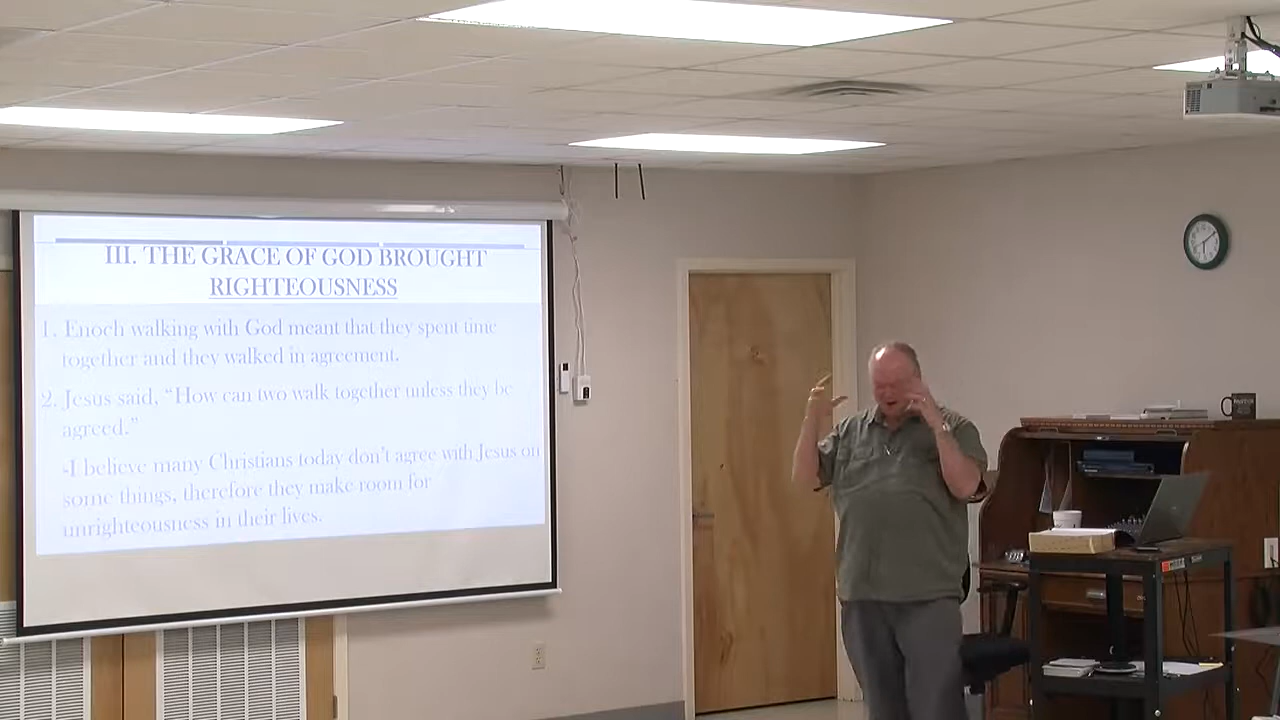 III. THE GRACE OF GOD BROUGHT
RIGHTEOUSNESS
1. Enoch walking with God meant that they spent time
together and they walked in agreement.
2. Jesus said, “How can two walk together unless they be
agreed.”
-I believe many Christians today don’t agree with Jesus on
some things, therefore they make room for
unrighteousness in their lives.